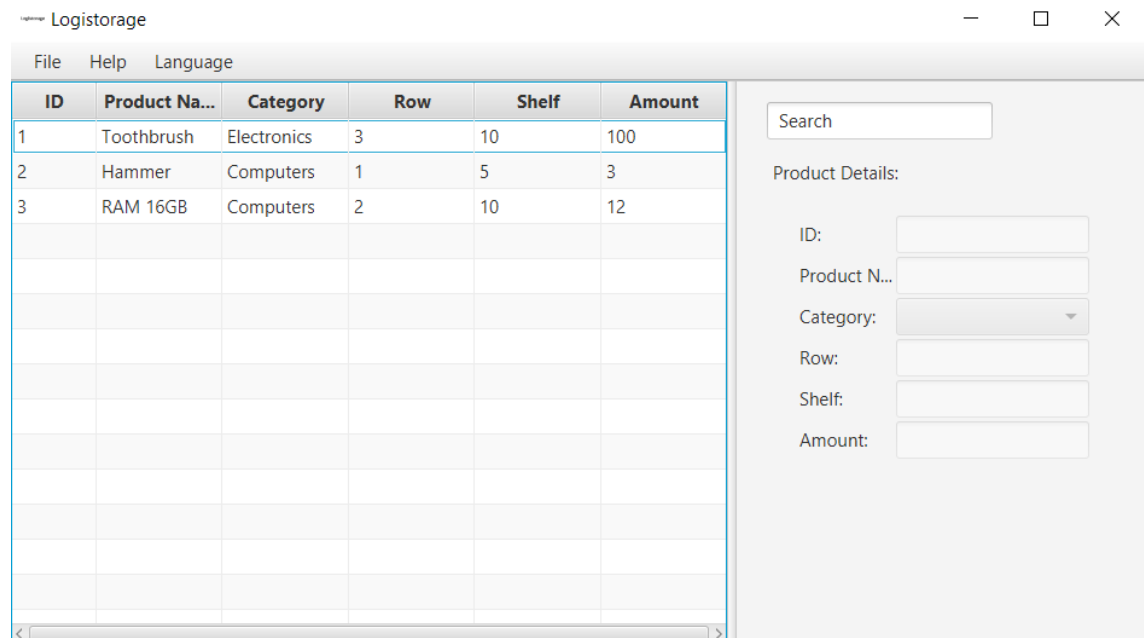 Logistorage
File Help Language
ID Product Na... Category Row Shelf Amount
1 Toothbrush Electronics 3 10 100
2 Hammer Computers 1 5 3
3 RAM 16GB Computers 2 10 12
Search
Product Details:
ID:
Product N...
Category:
Row:
Shelf:
Amount: